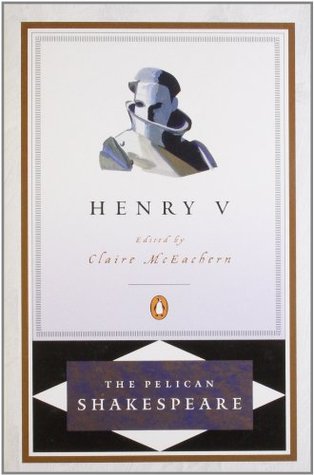 HENRY V
Edited by
Claire McEachern
THE PELICAN
SHAKESPEARE